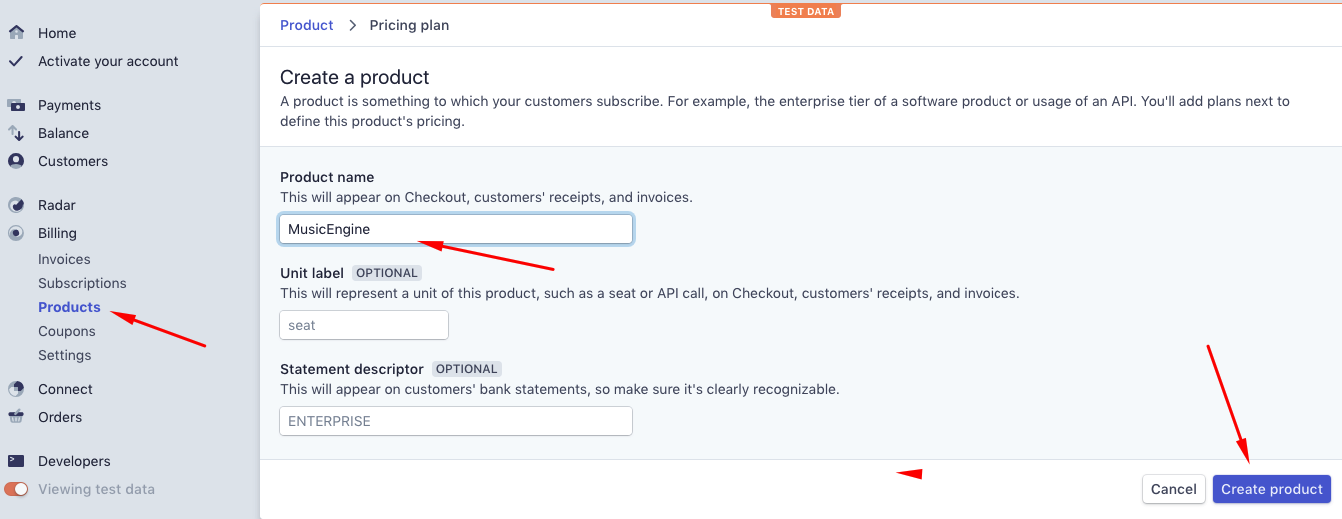 TEST DATA
Home
Activate your account
Payments
Balance
Customers
Radar
Billing
Invoices
Subscriptions
Products
Coupons
Settings
Connect
Orders
Developers
Viewing test data
Product > Pricing plan
Create a product
A product is something to which your customers subscribe. For example, the enterprise tier of a software product or usage of an API. You'll add plans next to
define this product's pricing.
Product name
This will appear on Checkout, customers' receipts, and invoices.
MusicEngine
Unit label OPTIONAL
This will represent a unit of this product, such as a seat or API call, on Checkout, customers' receipts, and invoices.
seat
Statement descriptor OPTIONAL
This will appear on customers' bank statements, so make sure it's clearly recognizable.
ENTERPRISE
Cancel Create product